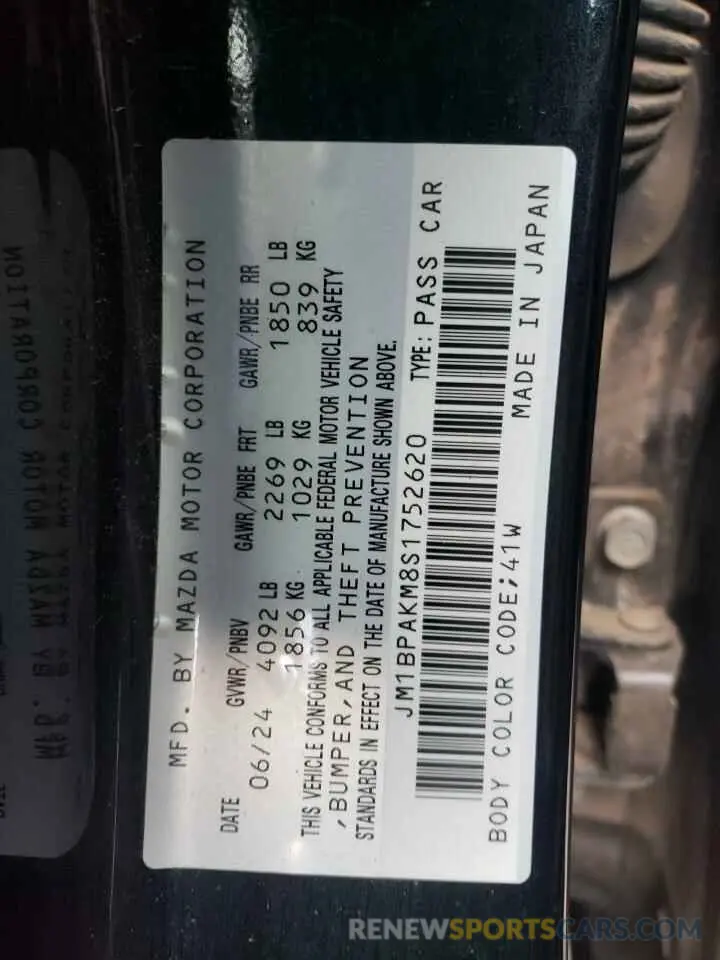 MFD. BY MAZDA MOTOR CORPORATION
DATE GVWR/PNBV GAWR/PNBE FRT GAWR/PNBE RR
06/24 4092 LB 2269 LB 1850 LB
1856 KG 1029 KG 839 KG
THIS VEHICLE CONFORMS TO ALL APPLICABLE FEDERAL MOTOR VEHICLE SAFETY
,BUMPER,AND THEFT PREVENTION
STANDARDS IN EFFECT ON THE DATE OF MANUFACTURE SHOWN ABOVE.
JM1BPAKM8S1752620 TYPE: PASS CAR
BODY COLOR CODE;41W MADE IN JAPAN
RENEWSPORTSCARS.COM